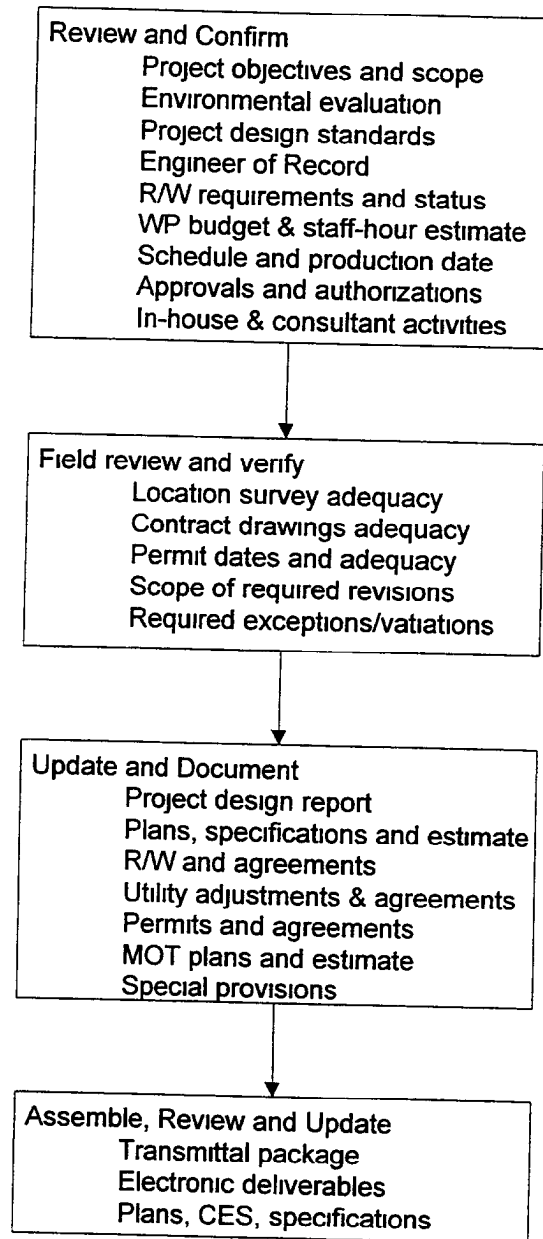 Review and Confirm
Project objectives and scope
Environmental evaluation
Project design standards
Engineer of Record
R/W requirements and status
WP budget & staff-hour estimate
Schedule and production date
Approvals and authorizations
In-house & consultant activities
Field review and verify
Location survey adequacy
Contract drawings adequacy
Permit dates and adequacy
Scope of required revisions
Required exceptions/vatiations
Update and Document
Project design report
Plans, specifications and estimate
R/W and agreements
Utility adjustments & agreements
Permits and agreements
MOT plans and estimate
Special provisions
Assemble, Review and Update
Transmittal package
Electronic deliverables
Plans, CES, specifications